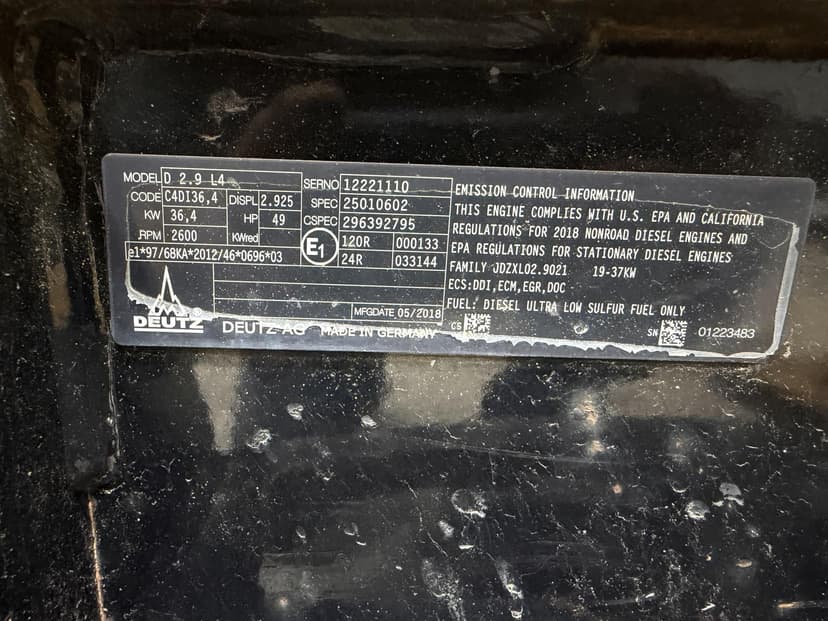 MODEL D 2.9 L4
CODE C4DI36,4 DISPL 2.925
KW 36,4 HP 49
RPM 2600 KWred
e1*97/68KA*2012/46*0696*03
SERNO 12221110
SPEC 25010602
CSPEC 296392795
E1 120R 000133
24R 033144
MFGDATE 05/2018
DEUTZ ®
DEUTZ AG MADE IN GERMANY
EMISSION CONTROL INFORMATION
THIS ENGINE COMPLIES WITH U.S. EPA AND CALIFORNIA
REGULATIONS FOR 2018 NONROAD DIESEL ENGINES AND
EPA REGULATIONS FOR STATIONARY DIESEL ENGINES
FAMILY JDZXL02.9021 19-37KW
ECS:DDI,ECM,EGR,DOC
FUEL: DIESEL ULTRA LOW SULFUR FUEL ONLY
CS
SN 01223483